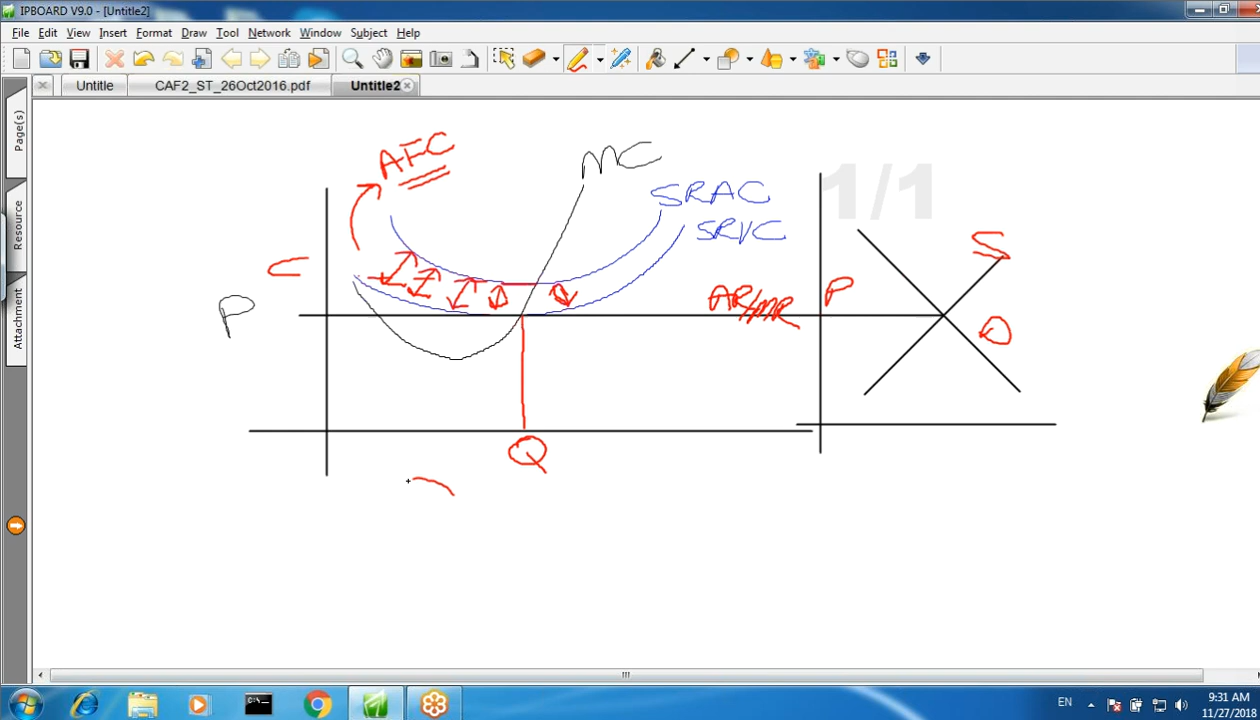 IPBOARD V9.0 - [Untitle2]
File Edit View Insert Format Draw Tool Network Window Subject Help
Untitle CAF2_ST_26Oct2016.pdf Untitle2
Page(s)
Resource
Attachment
1/1
AFC
MC
SRAC
SRVC
S
C
P
AR/MR
P
D
Q
EN
9:31 AM
11/27/2018